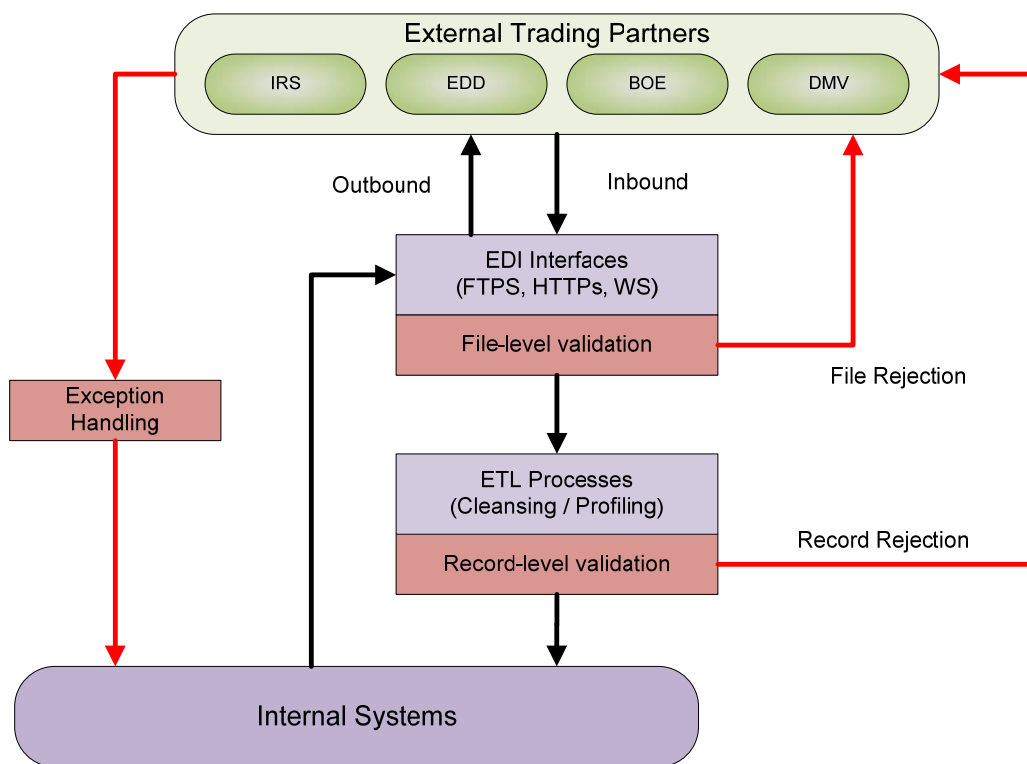 External Trading Partners
IRS
EDD
BOE
DMV
Outbound
Inbound
EDI Interfaces
(FTPS, HTTPs, WS)
File-level validation
File Rejection
Exception
Handling
ETL Processes
(Cleansing / Profiling)
Record-level validation
Record Rejection
Internal Systems